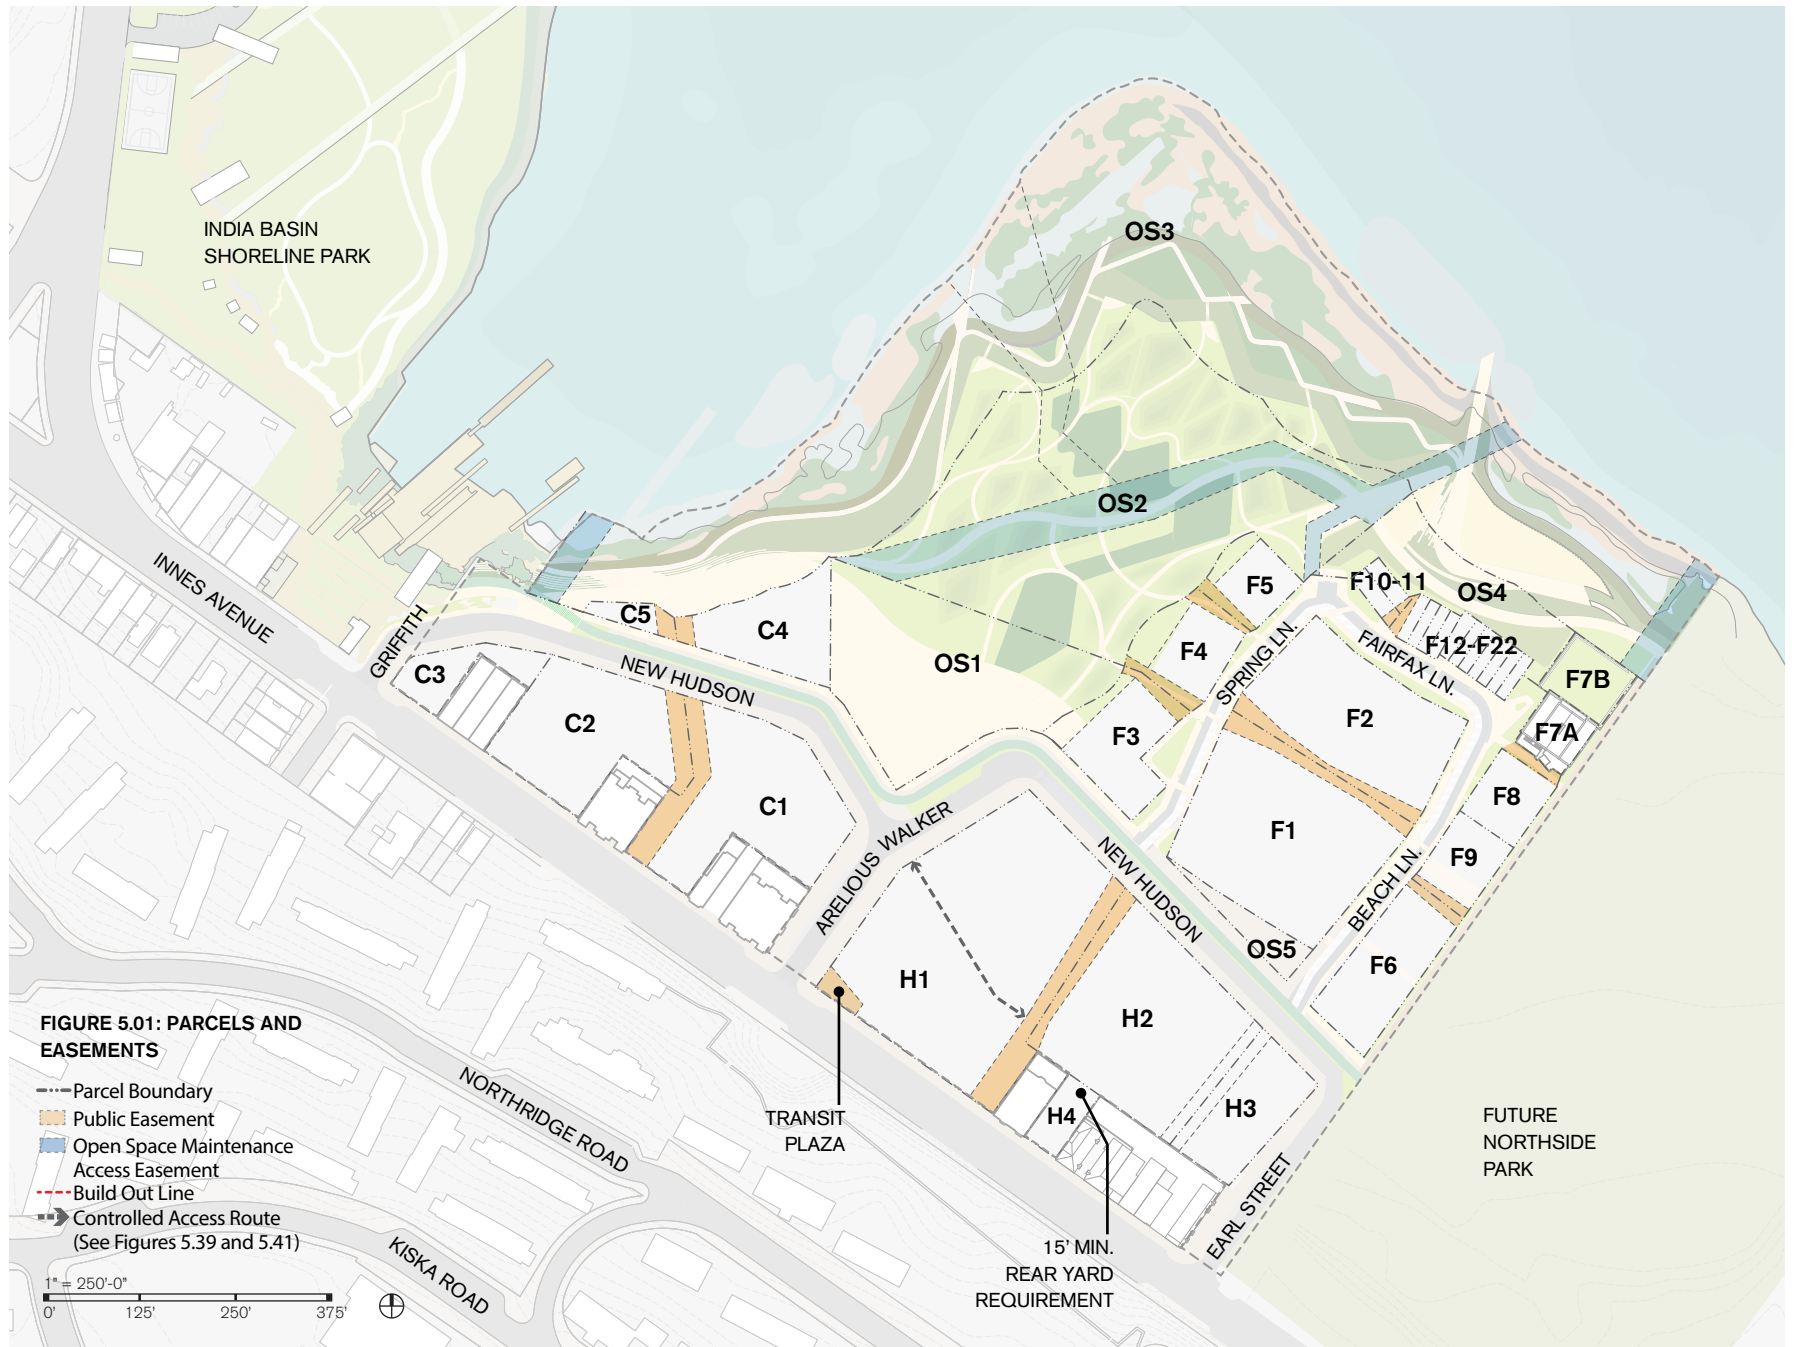 INDIA BASIN
SHORELINE PARK
OS3
OS2
INNES AVENUE
GRIFFITH
C5
C4
C3
C2
C1
NEW HUDSON
OS1
F5
F10-11
OS4
F4
F12-F22
SPRING LN.
FAIRFAX LN.
F7B
F7A
F3
F2
F8
F1
F9
ARELIOUS WALKER
NEW HUDSON
BEACH LN.
OS5
F6
H1
H2
H3
H4
TRANSIT
PLAZA
15' MIN.
REAR YARD
REQUIREMENT
EARL STREET
FUTURE
NORTHSIDE
PARK
NORTHRIDGE ROAD
KISKA ROAD
FIGURE 5.01: PARCELS AND
EASEMENTS
Parcel Boundary
Public Easement
Open Space Maintenance
Access Easement
Build Out Line
Controlled Access Route
(See Figures 5.39 and 5.41)
1" = 250'-0"
0' 125' 250' 375'